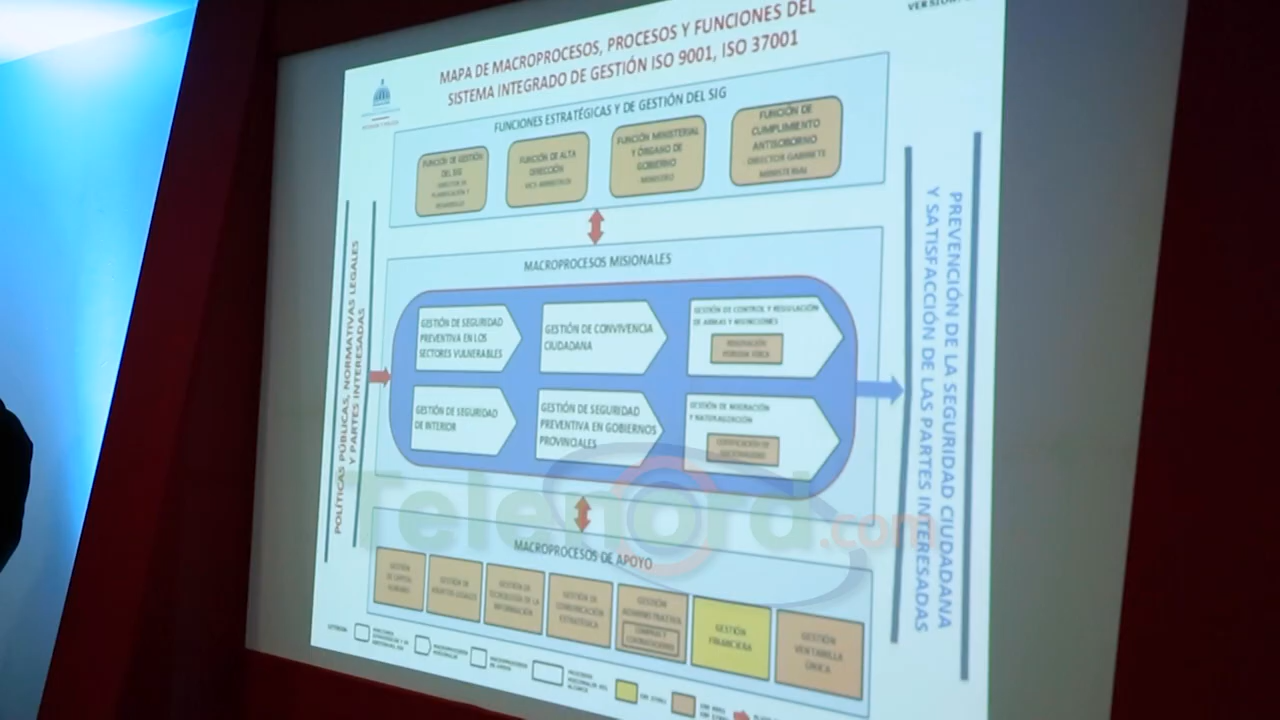 MAPA DE MACROPROCESOS, PROCESOS Y FUNCIONES DEL
SISTEMA INTEGRADO DE GESTIÓN ISO 9001, ISO 37001
FUNCIONES ESTRATÉGICAS Y DE GESTIÓN DEL SIG
FUNCIÓN DE GESTIÓN
DEL SIG
DIRECTOR DE
PLANIFICACIÓN Y
DESARROLLO
FUNCIÓN DE ALTA
DIRECCIÓN
VICE MINISTROS
FUNCIÓN MINISTERIAL
Y ÓRGANO DE
GOBIERNO
MINISTRO
FUNCIÓN DE
CUMPLIMIENTO
ANTISOBORNO
DIRECTOR GABINETE
MINISTERIAL
POLÍTICAS PÚBLICAS, NORMATIVAS LEGALES
Y PARTES INTERESADAS
MACROPROCESOS MISIONALES
GESTIÓN DE SEGURIDAD
PREVENTIVA EN LOS
SECTORES VULNERABLES
GESTIÓN DE CONVIVENCIA
CIUDADANA
GESTIÓN DE CONTROL Y REGULACIÓN
DE ARMAS Y MUNICIONES
GESTIÓN DE SEGURIDAD
DE INTERIOR
GESTIÓN DE SEGURIDAD
PREVENTIVA EN GOBIERNOS
PROVINCIALES
GESTIÓN DE MIGRACIÓN
Y NATURALIZACIÓN
PREVENCIÓN DE LA SEGURIDAD CIUDADANA
Y SATISFACCIÓN DE LAS PARTES INTERESADAS
Telenord.com
MACROPROCESOS DE APOYO
GESTIÓN
DE CAPITAL
HUMANO
GESTIÓN DE
ASUNTOS LEGALES
GESTIÓN DE
TECNOLOGÍA DE LA
INFORMACIÓN
GESTIÓN DE
COMUNICACIÓN
ESTRATÉGICA
GESTIÓN
ADMINISTRATIVA
COMPRAS Y
CONTRATACIONES
GESTIÓN
FINANCIERA
GESTIÓN
VENTANILLA
ÚNICA